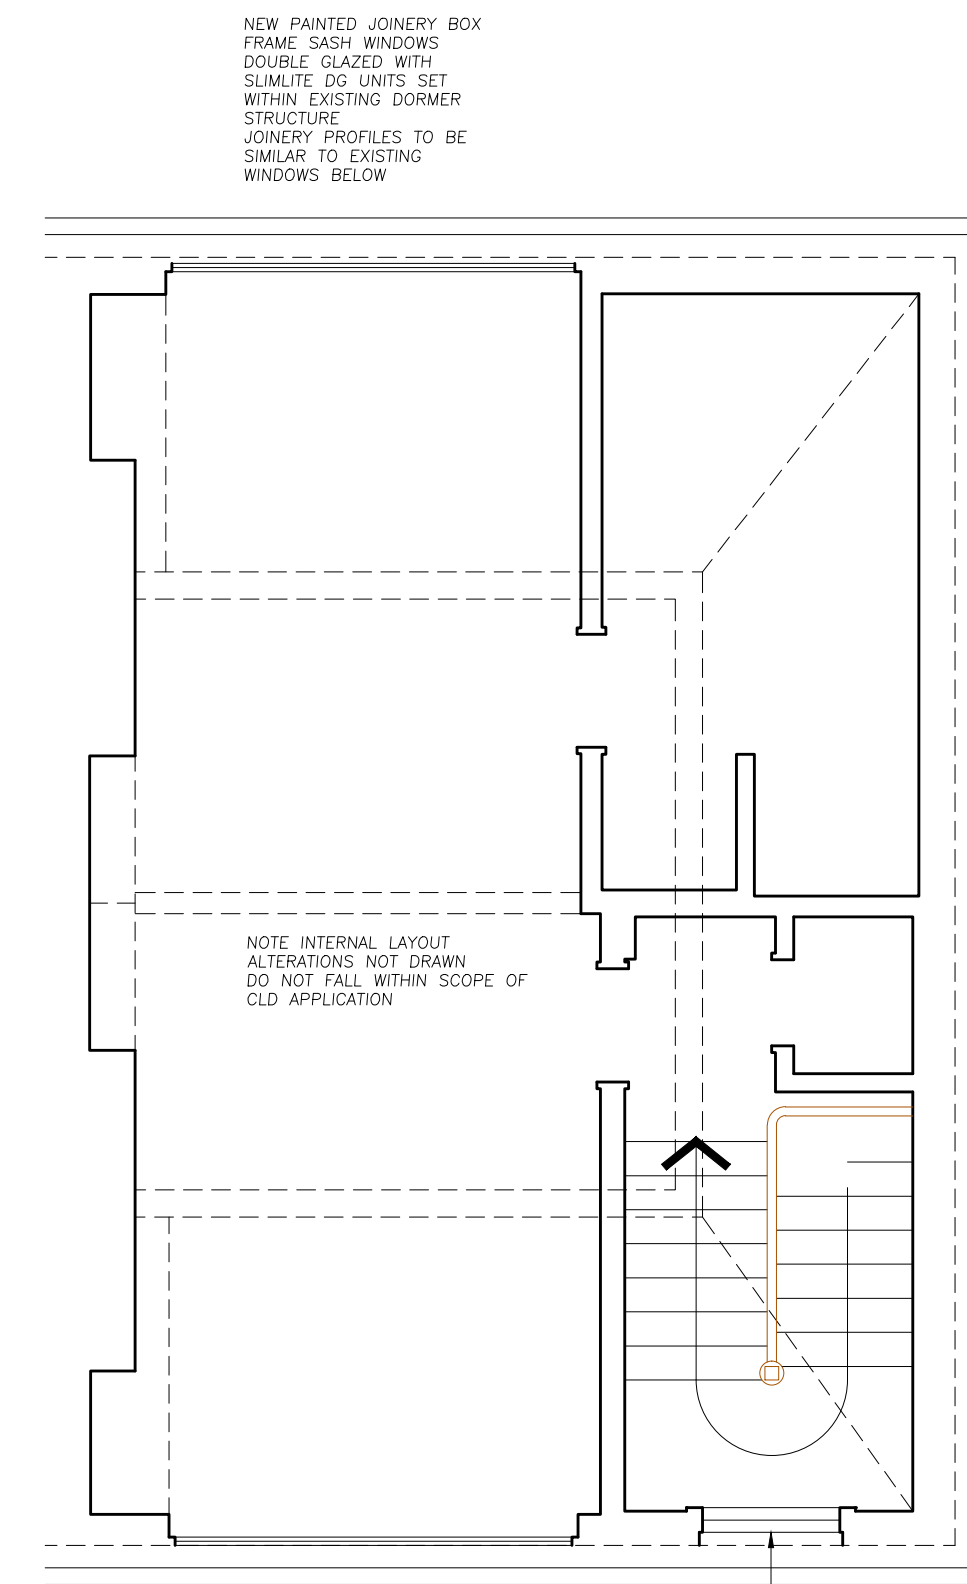 NEW PAINTED JOINERY BOX
FRAME SASH WINDOWS
DOUBLE GLAZED WITH
SLIMLITE DG UNITS SET
WITHIN EXISTING DORMER
STRUCTURE
JOINERY PROFILES TO BE
SIMILAR TO EXISTING
WINDOWS BELOW
NOTE INTERNAL LAYOUT
ALTERATIONS NOT DRAWN
DO NOT FALL WITHIN SCOPE OF
CLD APPLICATION